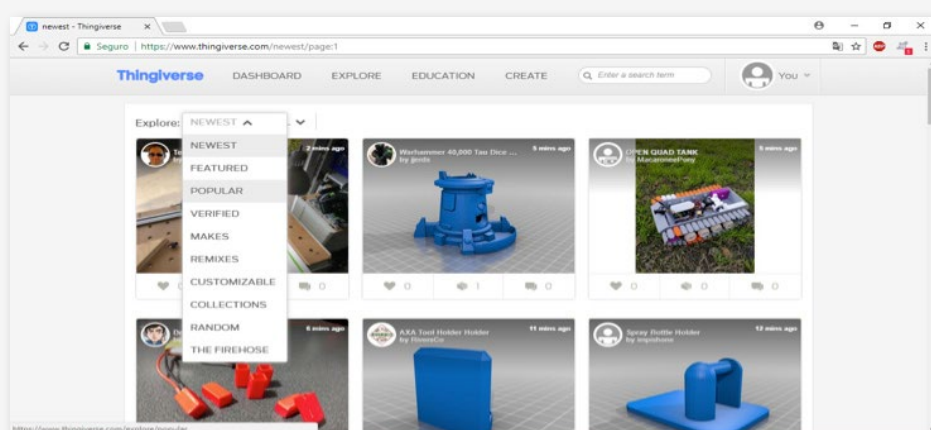 newest - Thingiverse
Seguro | https://www.thingiverse.com/newest/page:1
Thingiverse DASHBOARD EXPLORE EDUCATION CREATE Enter a search term You
Explore: NEWEST
NEWEST
FEATURED
POPULAR
VERIFIED
MAKES
REMIXES
CUSTOMIZABLE
COLLECTIONS
RANDOM
THE FIREHOSE
2 mins ago
Warhammer 40,000 Tau Dice ... 5 mins ago
by
OPEN QUAD TANK 5 mins ago
by MacaroneePony
0
0 1 0
0 0 0
8 mins ago
AXA Tool Holder Holder 11 mins ago
by RiversCo
Spray Bottle Holder 12 mins ago
by impishone
https://www.thingiverse.com/explore/popular